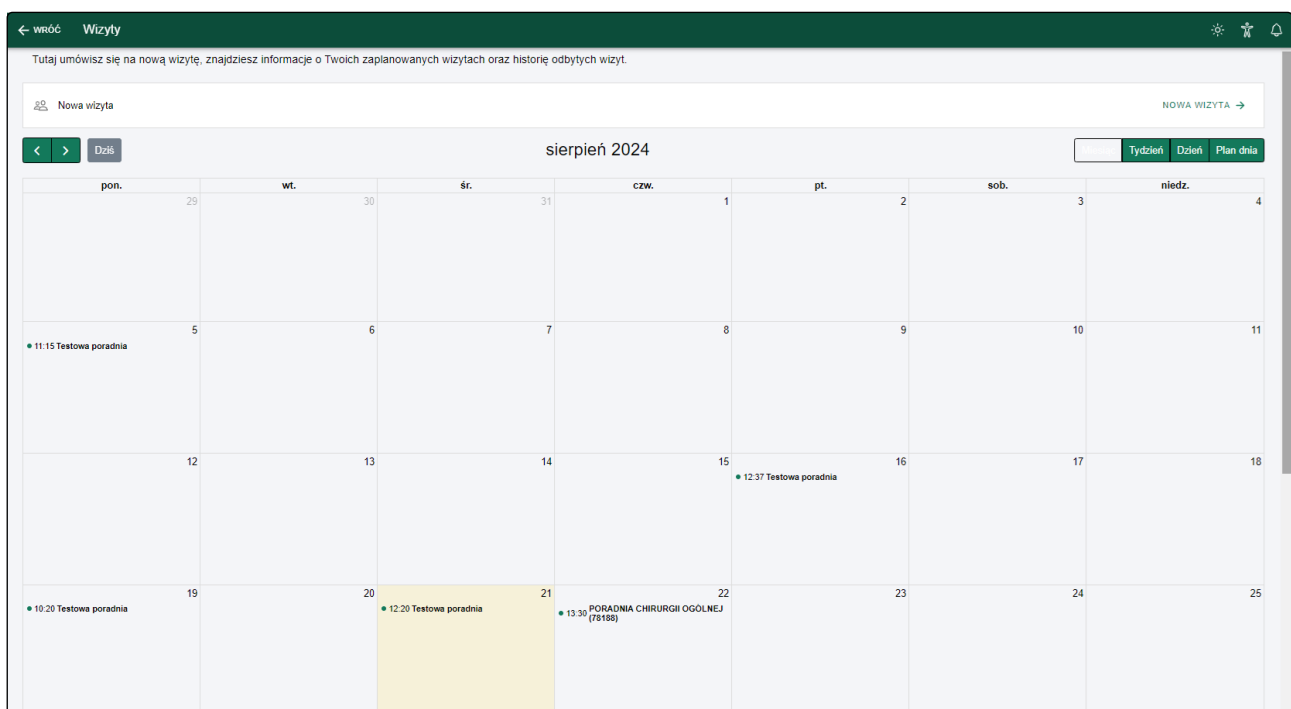 WRÓĆ Wizyty
Tutaj umówisz się na nową wizytę, znajdziesz informacje o Twoich zaplanowanych wizytach oraz historię odbytych wizyt.
Nowa wizyta NOWA WIZYTA
Dziś sierpień 2024 Tydzień Dzień Plan dnia
pon. wt. śr. czw. pt. sob. niedz.
29 30 31 1 2 3 4
5 6 7 8 9 10 11
11:15 Testowa poradnia
12 13 14 15 16 17 18
12:37 Testowa poradnia
19 20 21 22 23 24 25
10:20 Testowa poradnia 12:20 Testowa poradnia 13:30 PORADNIA CHIRURGII OGÓLNEJ
(78188)